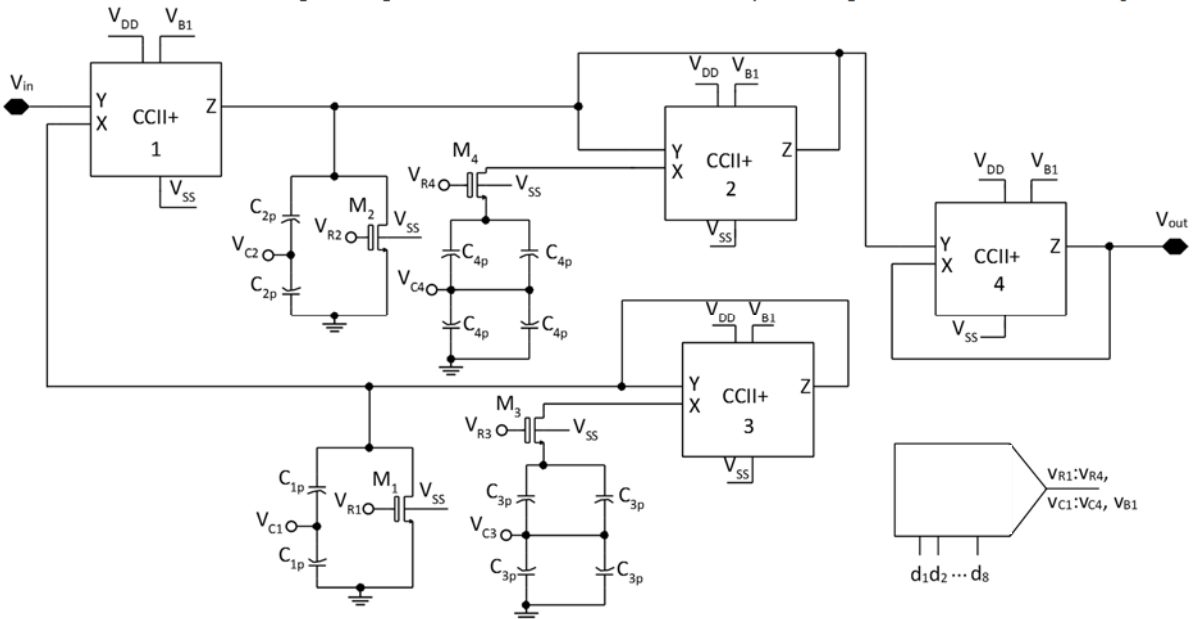 V_DD V_B1
V_in
Y Z
X CCII+
1
V_SS
V_DD V_B1
Y Z
X CCII+
2
V_SS
M_4
V_R4 V_SS
C_4p C_4p
V_C4
C_4p C_4p
C_2p M_2
V_R2 V_SS
V_C2
C_2p
V_DD V_B1
Y Z
X CCII+
4
V_SS
V_out
V_DD V_B1
Y Z
X CCII+
3
V_SS
M_3
V_R3 V_SS
C_3p C_3p
V_C3
C_3p C_3p
C_1p M_1
V_R1 V_SS
V_C1
C_1p
v_R1:v_R4,
v_C1:v_C4, v_B1
d_1 d_2 ... d_8